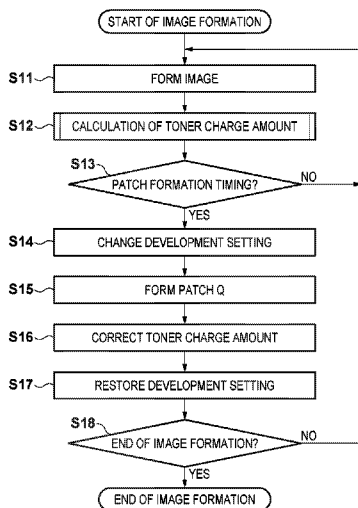 START OF IMAGE FORMATION
S11
FORM IMAGE
S12
CALCULATION OF TONER CHARGE AMOUNT
S13
PATCH FORMATION TIMING?
NO
YES
S14
CHANGE DEVELOPMENT SETTING
S15
FORM PATCH Q
S16
CORRECT TONER CHARGE AMOUNT
S17
RESTORE DEVELOPMENT SETTING
S18
END OF IMAGE FORMATION?
NO
YES
END OF IMAGE FORMATION